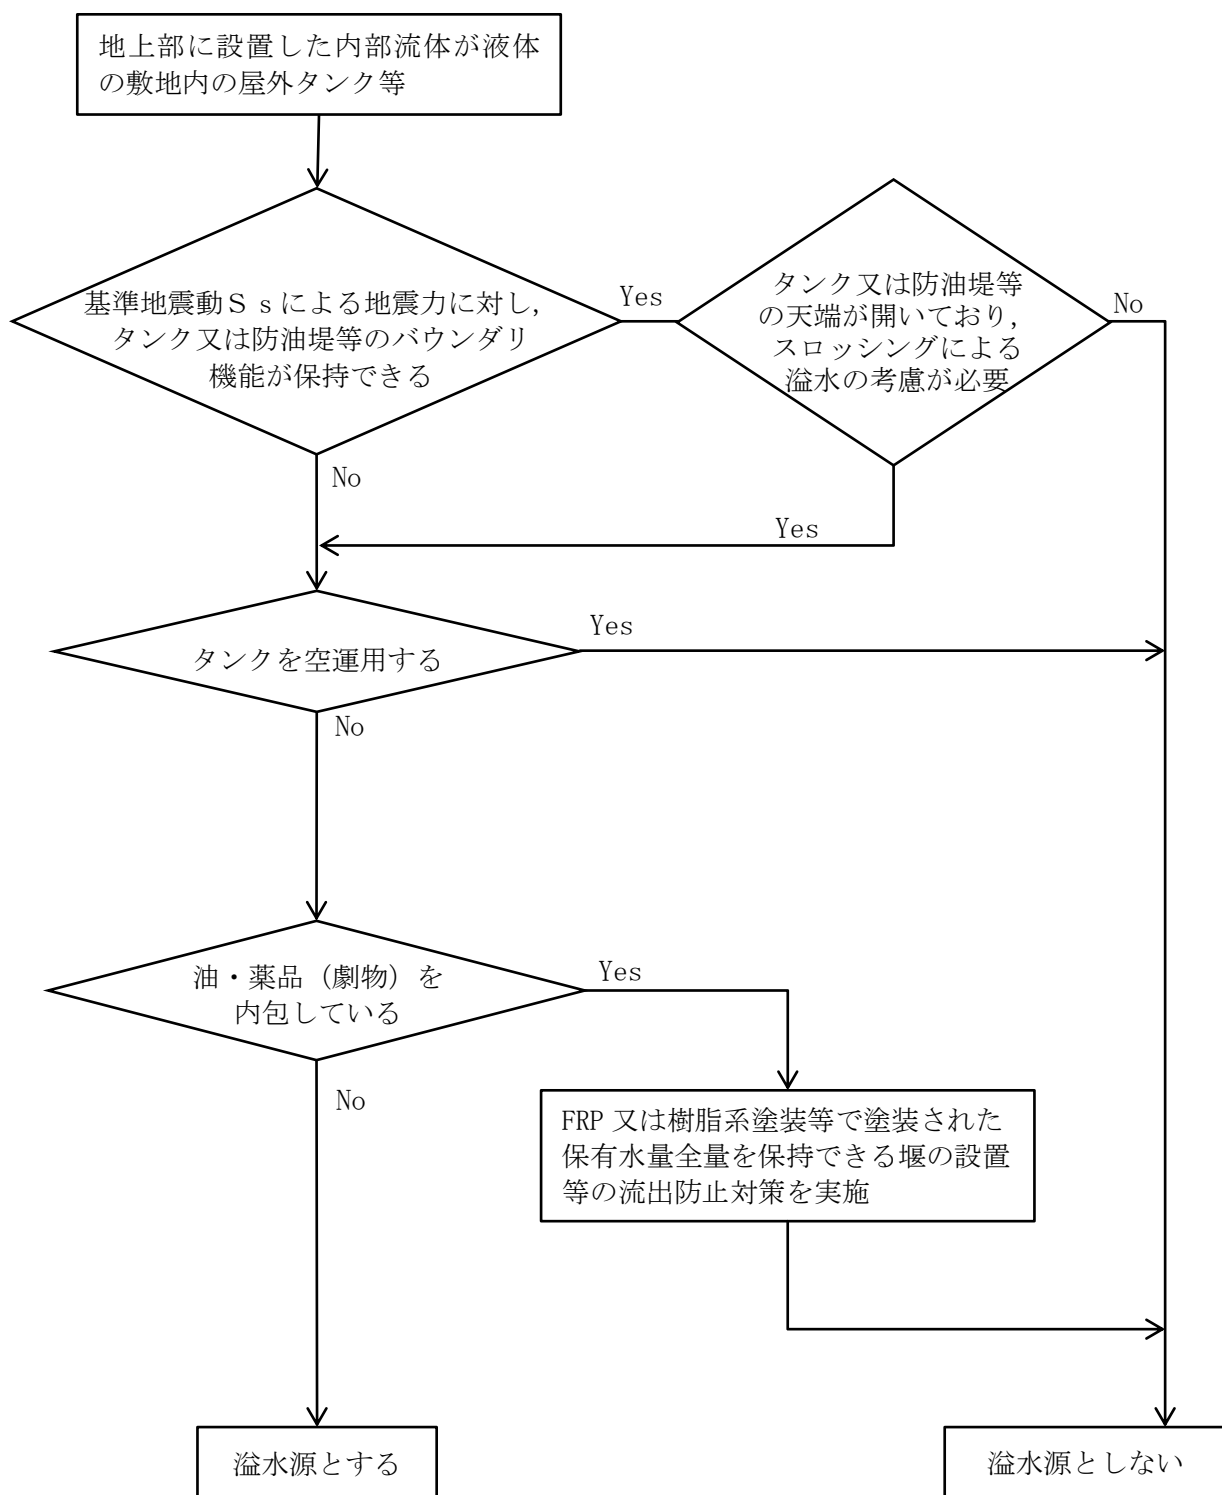 地上部に設置した内部流体が液体
の敷地内の屋外タンク等
基準地震動Ｓｓによる地震力に対し，
タンク又は防油堤等のバウンダリ
機能が保持できる
Yes
タンク又は防油堤等
の天端が開いており，
スロッシングによる
溢水の考慮が必要
No
No
Yes
タンクを空運用する
Yes
No
油・薬品（劇物）を
内包している
Yes
No
FRP 又は樹脂系塗装等で塗装された
保有水量全量を保持できる堰の設置
等の流出防止対策を実施
溢水源とする
溢水源としない